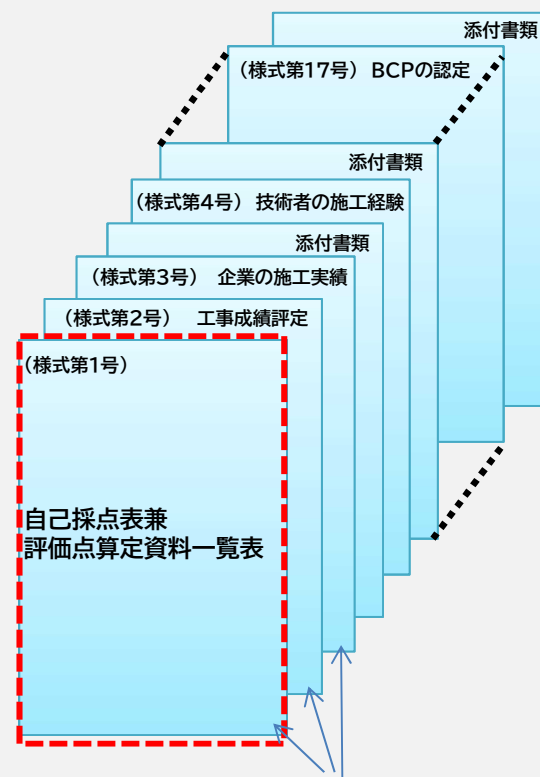 添付書類
（様式第17号）BCPの認定
添付書類
（様式第4号）技術者の施工経験
添付書類
（様式第3号）　企業の施工実績
（様式第2号）　工事成績評定
（様式第1号）
自己採点表兼
評価点算定資料一覧表